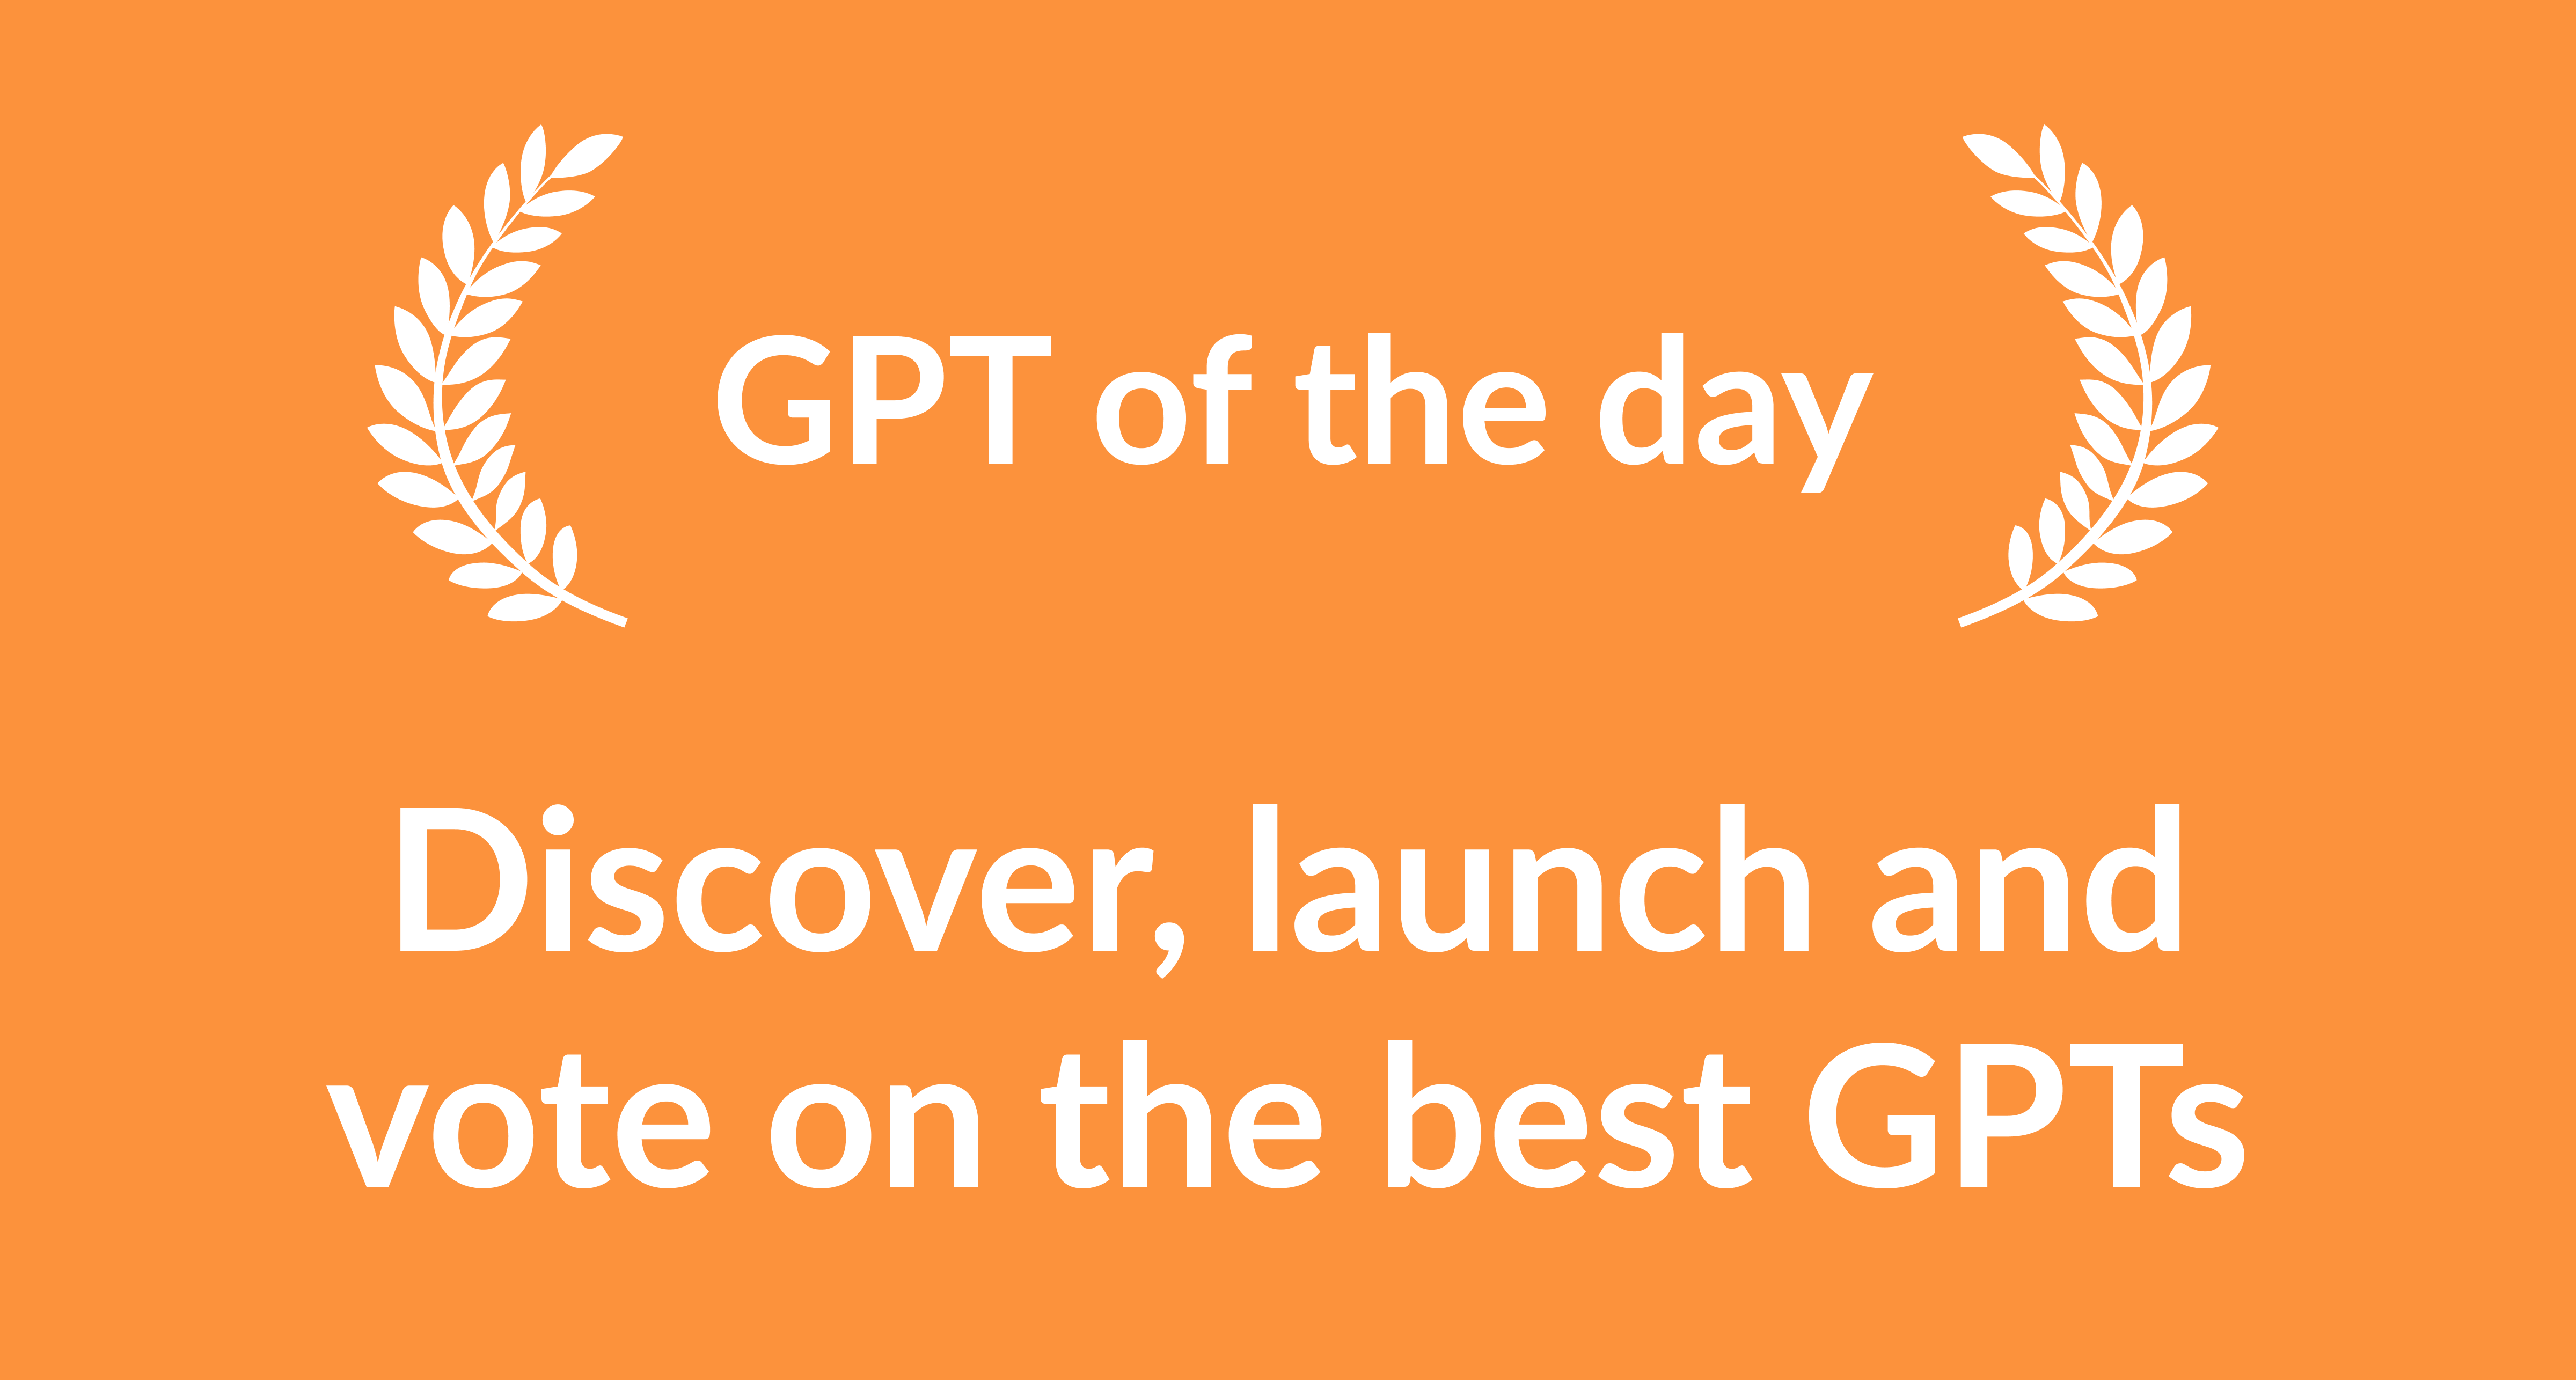 GPT of the day
Discover, launch and
vote on the best GPTs